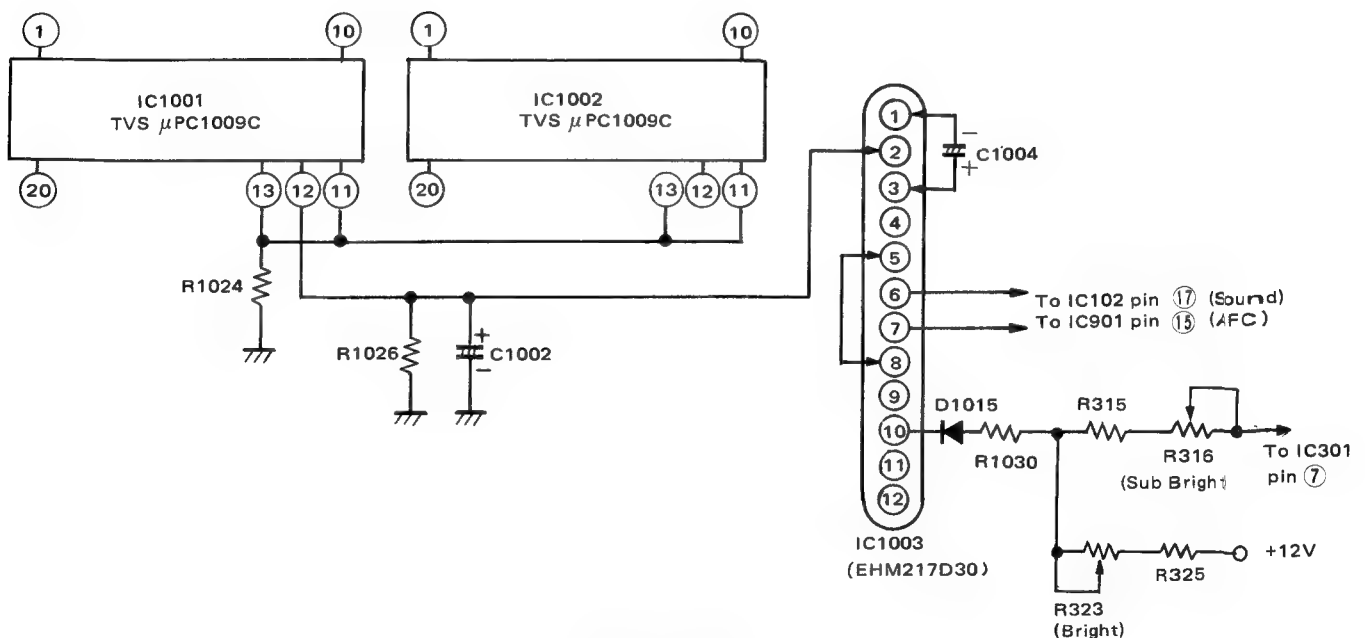 1 10 1 10
IC1001
TVS μPC1009C
IC1002
TVS μPC1009C
20 13 12 11 20 13 12 11
R1024
R1026
+
C1002
−
1
2
3
4
5
6
7
8
9
10
11
12
−
C1004
+
To IC102 pin 17 (Sound)
To IC901 pin 15 (AFC)
D1015
R1030
R315
R316
(Sub Bright)
To IC301
pin 7
IC1003
(EHM217D30)
+12V
R325
R323
(Bright)